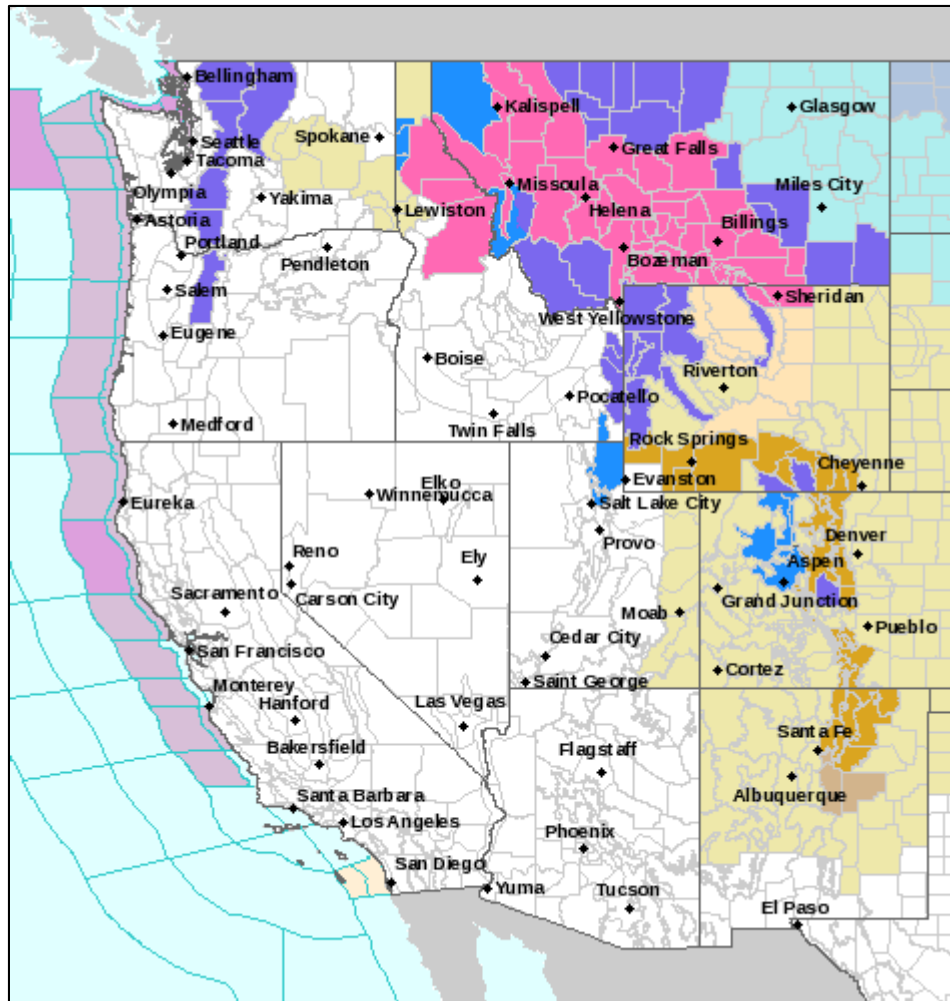 Bellingham
Kalispell
Glasgow
Seattle
Spokane
Great Falls
Tacoma
Olympia
Missoula
Miles City
Yakima
Lewiston
Helena
Astoria
Billings
Portland
Pendleton
Bozeman
Salem
Sheridan
West Yellowstone
Eugene
Boise
Riverton
Pocatello
Medford
Twin Falls
Rock Springs
Cheyenne
Elko
Evanston
Winnemucca
Eureka
Salt Lake City
Provo
Denver
Reno
Ely
Aspen
Sacramento
Carson City
Grand Junction
Moab
Pueblo
Cedar City
San Francisco
Cortez
Saint George
Monterey
Hanford
Las Vegas
Santa Fe
Bakersfield
Flagstaff
Albuquerque
Santa Barbara
Los Angeles
Phoenix
San Diego
Yuma
Tucson
El Paso